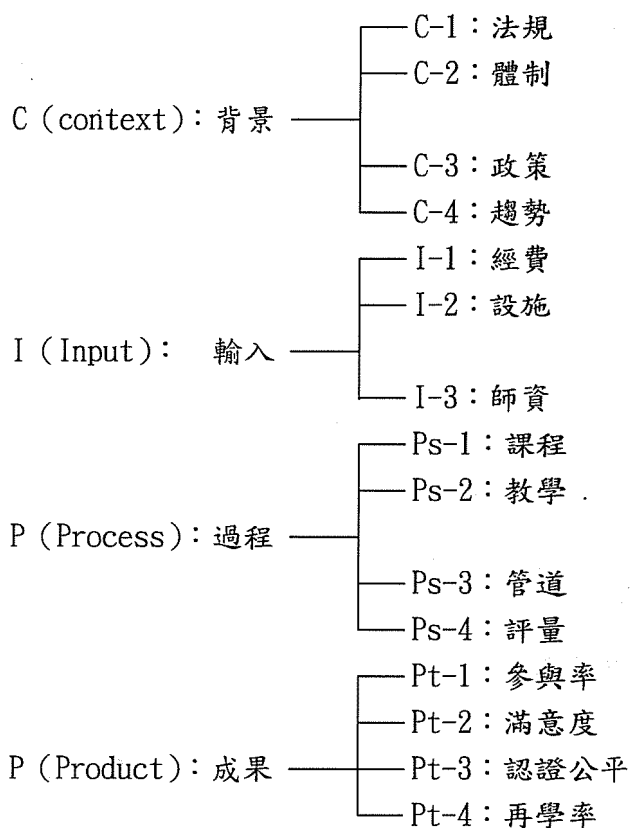 C-1：法規
C-2：體制
C (context)：背景
C-3：政策
C-4：趨勢
I-1：經費
I-2：設施
I (Input)： 輸入
I-3：師資
Ps-1：課程
Ps-2：教學
P (Process)：過程
Ps-3：管道
Ps-4：評量
Pt-1：參與率
Pt-2：滿意度
P (Product)：成果
Pt-3：認證公平
Pt-4：再學率